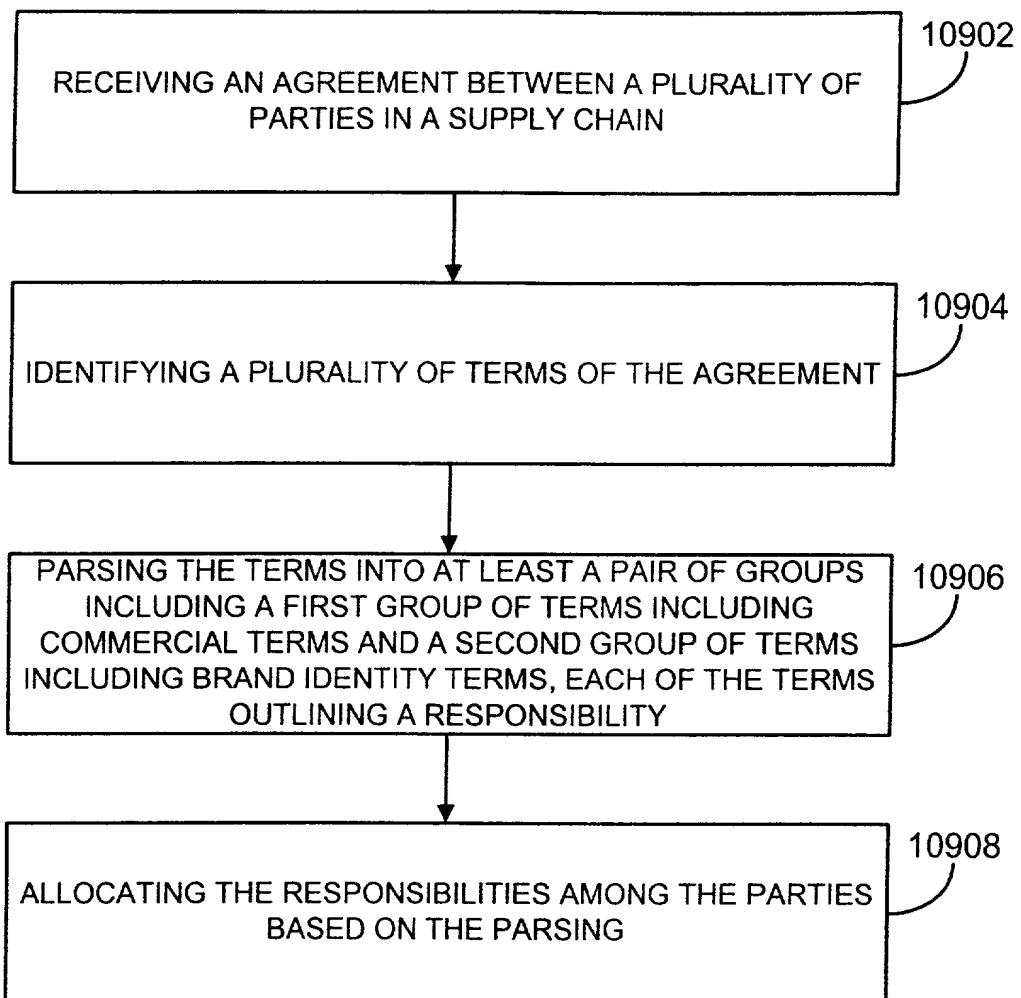 10902
RECEIVING AN AGREEMENT BETWEEN A PLURALITY OF
PARTIES IN A SUPPLY CHAIN
10904
IDENTIFYING A PLURALITY OF TERMS OF THE AGREEMENT
10906
PARSING THE TERMS INTO AT LEAST A PAIR OF GROUPS
INCLUDING A FIRST GROUP OF TERMS INCLUDING
COMMERCIAL TERMS AND A SECOND GROUP OF TERMS
INCLUDING BRAND IDENTITY TERMS, EACH OF THE TERMS
OUTLINING A RESPONSIBILITY
10908
ALLOCATING THE RESPONSIBILITIES AMONG THE PARTIES
BASED ON THE PARSING